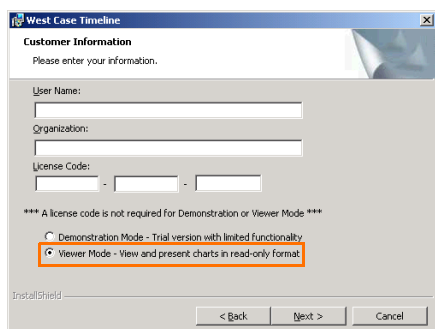 West Case Timeline
Customer Information
Please enter your information.
User Name:
Organization:
License Code:
- -
*** A license code is not required for Demonstration or Viewer Mode ***
Demonstration Mode - Trial version with limited functionality
Viewer Mode - View and present charts in read-only format
InstallShield
< Back Next > Cancel